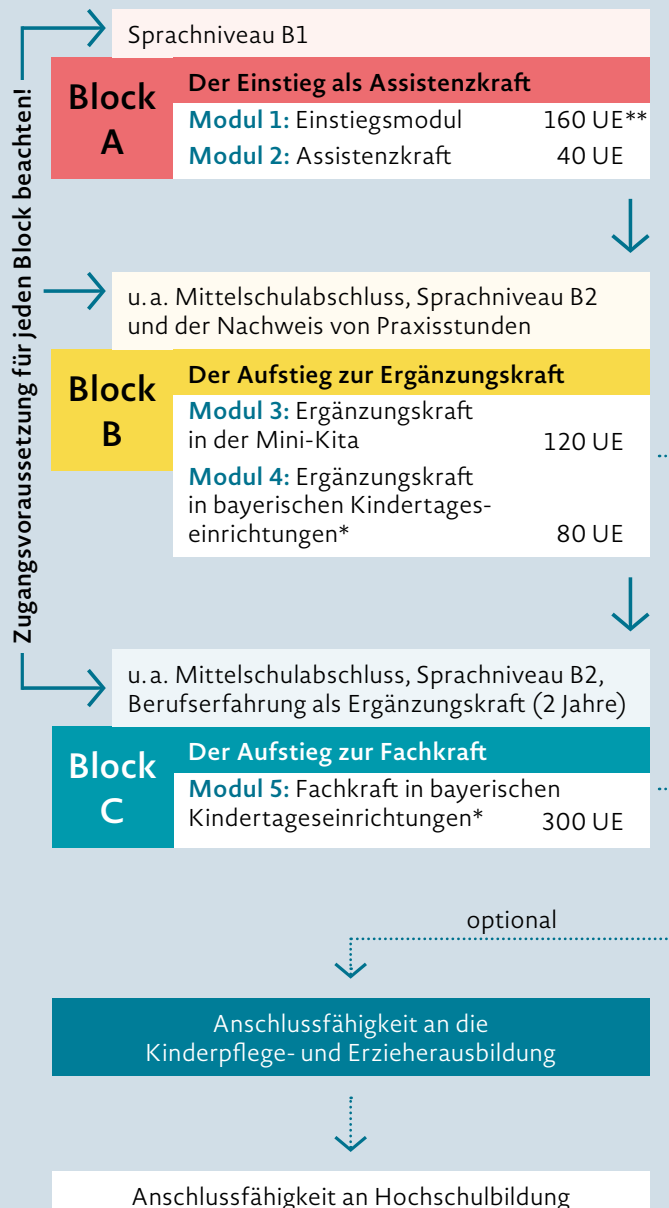 Zugangsvoraussetzung für jeden Block beachten!
Sprachniveau B1
Block
A
Der Einstieg als Assistenzkraft
Modul 1: Einstiegsmodul 160 UE**
Modul 2: Assistenzkraft 40 UE
u. a. Mittelschulabschluss, Sprachniveau B2
und der Nachweis von Praxisstunden
Block
B
Der Aufstieg zur Ergänzungskraft
Modul 3: Ergänzungskraft
in der Mini-Kita 120 UE
Modul 4: Ergänzungskraft
in bayerischen Kindertages-
einrichtungen* 80 UE
u. a. Mittelschulabschluss, Sprachniveau B2,
Berufserfahrung als Ergänzungskraft (2 Jahre)
Block
C
Der Aufstieg zur Fachkraft
Modul 5: Fachkraft in bayerischen
Kindertageseinrichtungen* 300 UE
optional
Anschlussfähigkeit an die
Kinderpflege- und Erzieherausbildung
Anschlussfähigkeit an Hochschulbildung